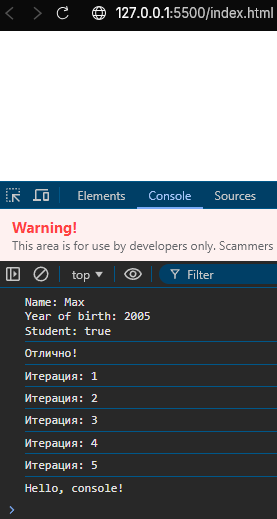 127.0.0.1:5500/index.html
Elements Console Sources
Warning!
This area is for use by developers only. Scammers
top Filter
Name: Max
Year of birth: 2005
Student: true
Отлично!
Итерация: 1
Итерация: 2
Итерация: 3
Итерация: 4
Итерация: 5
Hello, console!